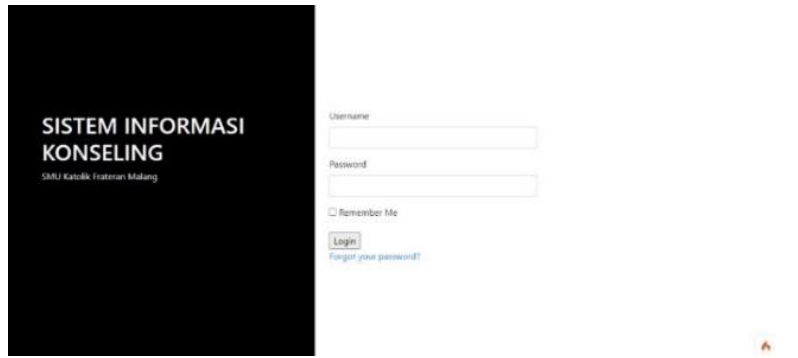 SISTEM INFORMASI
KONSELING
SMU Katolik Frateran Malang
Username
Password
Remember Me
Login
Forgot your password?